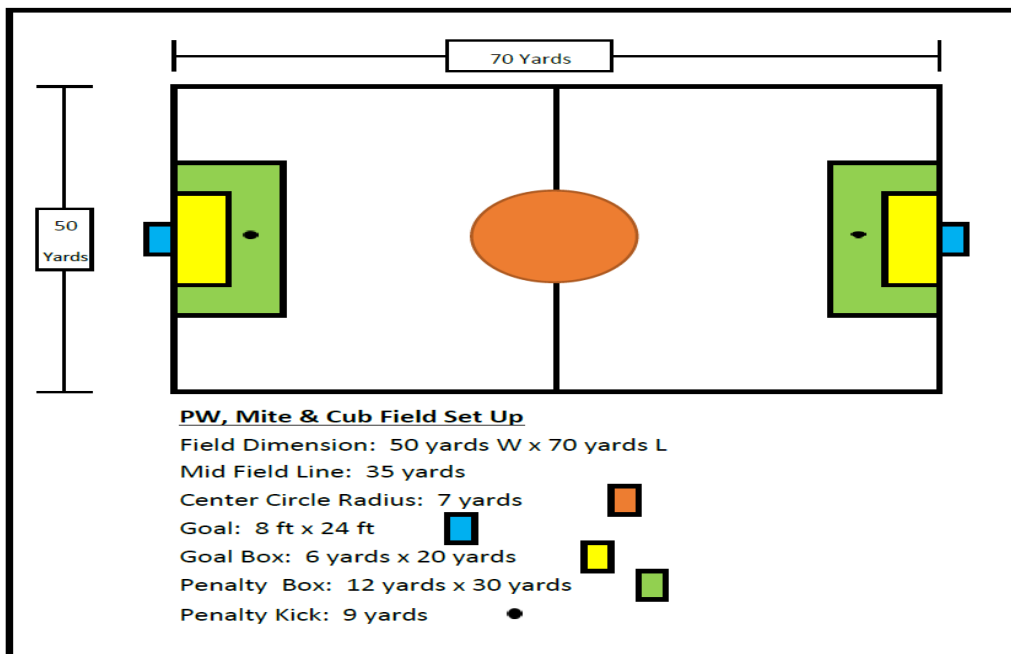 70 Yards
50
Yards
PW, Mite & Cub Field Set Up
Field Dimension:  50 yards W x 70 yards L
Mid Field Line:  35 yards
Center Circle Radius:  7 yards
Goal:  8 ft x 24 ft
Goal Box:  6 yards x 20 yards
Penalty  Box:  12 yards x 30 yards
Penalty Kick:  9 yards